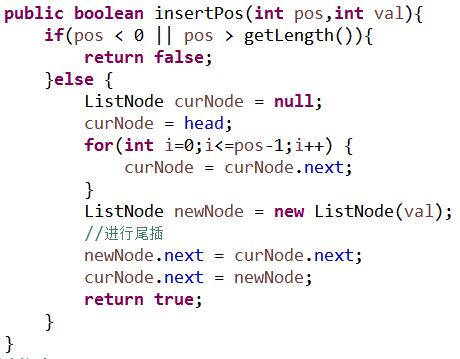 public boolean insertPos(int pos,int val){
    if(pos < 0 || pos > getLength()){
        return false;
    }else {
        ListNode curNode = null;
        curNode = head;
        for(int i=0;i<=pos-1;i++) {
            curNode = curNode.next;
        }
        ListNode newNode = new ListNode(val);
        //进行尾插
        newNode.next = curNode.next;
        curNode.next = newNode;
        return true;
    }
}